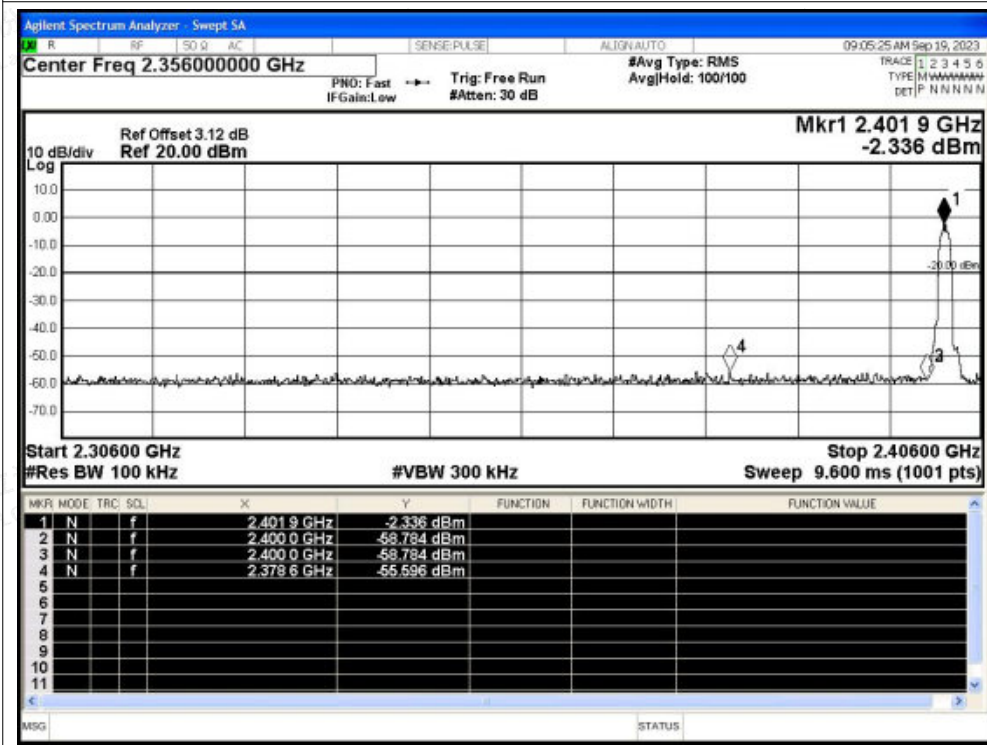 Agilent Spectrum Analyzer - Swept SA
LXI R RF 50 Ω AC SENSE:PULSE ALIGN AUTO 09:05:25 AM Sep 19, 2023
Center Freq 2.356000000 GHz #Avg Type: RMS TRACE 1 2 3 4 5 6
PNO: Fast Trig: Free Run Avg|Hold: 100/100 TYPE M WWWWW
IFGain:Low #Atten: 30 dB DET P N N N N N
Mkr1 2.401 9 GHz
Ref Offset 3.12 dB
10 dB/div Ref 20.00 dBm -2.336 dBm
Log
10.0
1
0.00
-10.0
-20.0
-20.00 dBm
-30.0
-40.0
-50.0
4
3
-60.0
-70.0
Start 2.30600 GHz Stop 2.40600 GHz
#Res BW 100 kHz #VBW 300 kHz Sweep 9.600 ms (1001 pts)
MKR MODE TRC SCL X Y FUNCTION FUNCTION WIDTH FUNCTION VALUE
1 N f 2.401 9 GHz -2.336 dBm
2 N f 2.400 0 GHz -58.784 dBm
3 N f 2.400 0 GHz -58.784 dBm
4 N f 2.378 6 GHz -55.596 dBm
5
6
7
8
9
10
11
MSG STATUS